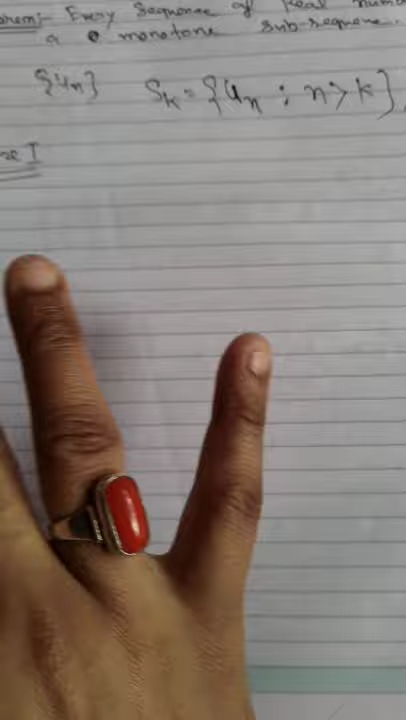 Every Sequence of Real
a monotone sub-sequence.
{Un} Sk = {Un ; n > k},
I